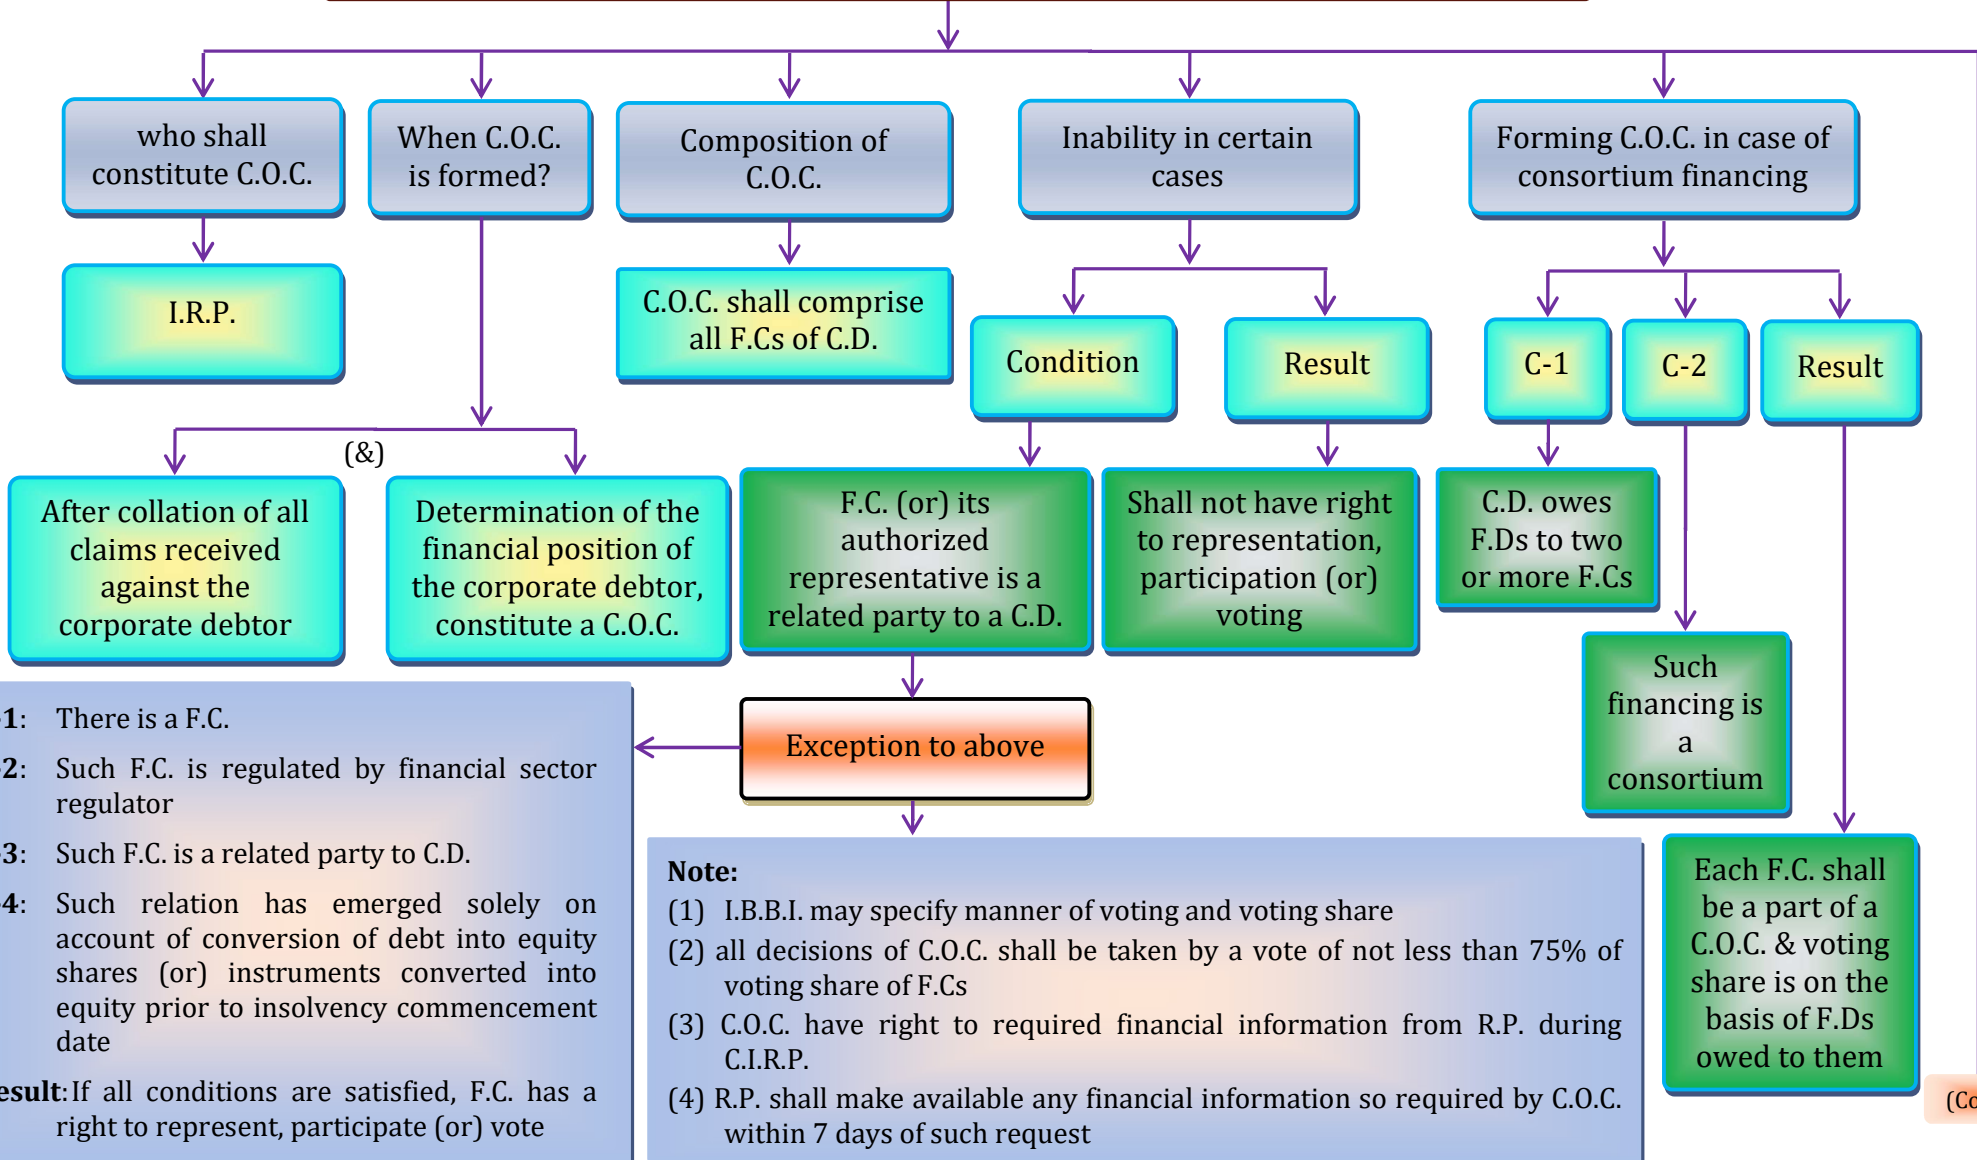 who shall
constitute C.O.C.
When C.O.C.
is formed?
Composition of
C.O.C.
Inability in certain
cases
Forming C.O.C. in case of
consortium financing
I.R.P.
C.O.C. shall comprise
all F.Cs of C.D.
Condition
Result
C-1
C-2
Result
(&)
After collation of all
claims received
against the
corporate debtor
Determination of the
financial position of
the corporate debtor,
constitute a C.O.C.
F.C. (or) its
authorized
representative is a
related party to a C.D.
Shall not have right
to representation,
participation (or)
voting
C.D. owes
F.Ds to two
or more F.Cs
Such
financing is
a
consortium
Each F.C. shall
be a part of a
C.O.C. & voting
share is on the
basis of F.Ds
owed to them
Exception to above
-1: There is a F.C.
-2: Such F.C. is regulated by financial sector
regulator
-3: Such F.C. is a related party to C.D.
-4: Such relation has emerged solely on
account of conversion of debt into equity
shares (or) instruments converted into
equity prior to insolvency commencement
date
esult: If all conditions are satisfied, F.C. has a
right to represent, participate (or) vote
Note:
(1) I.B.B.I. may specify manner of voting and voting share
(2) all decisions of C.O.C. shall be taken by a vote of not less than 75% of
voting share of F.Cs
(3) C.O.C. have right to required financial information from R.P. during
C.I.R.P.
(4) R.P. shall make available any financial information so required by C.O.C.
within 7 days of such request
(Co